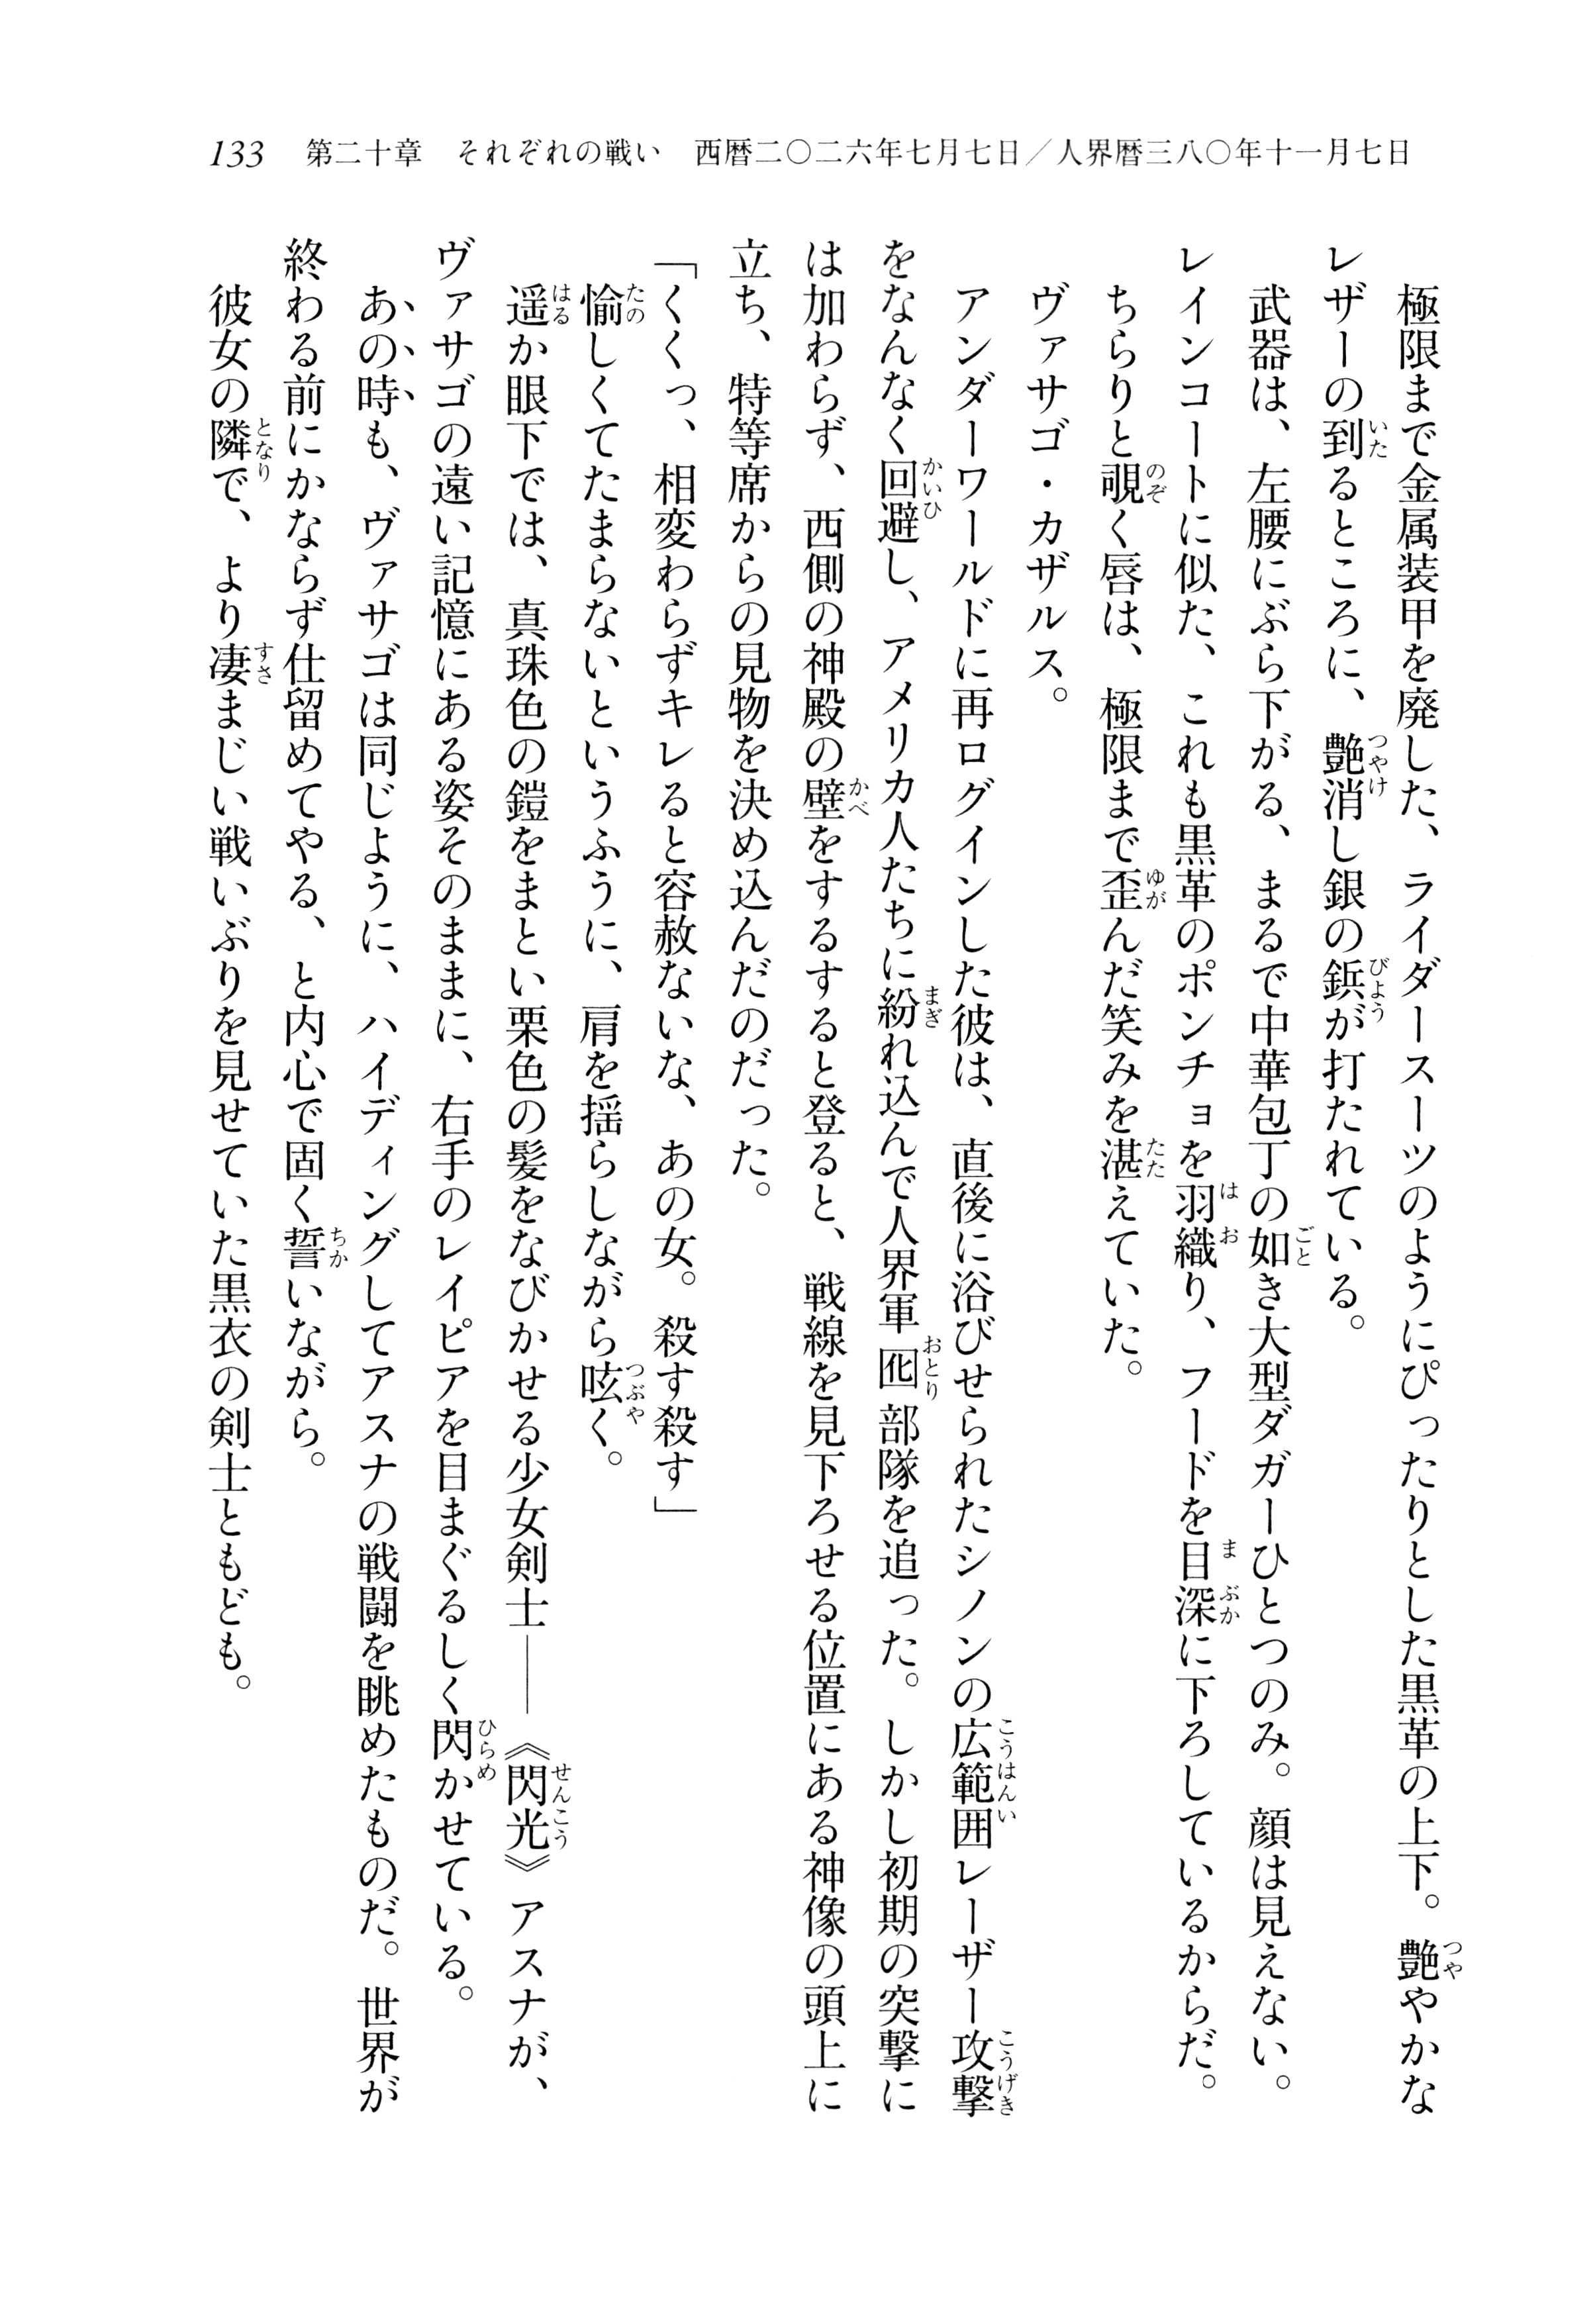 133　第二十章　それぞれの戦い　西暦二〇二六年七月七日／人界暦三八〇年十一月七日
　極限まで金属装甲を廃した、ライダースーツのようにぴったりとした黒革の上下。艶やかな
レザーの到るところに、艶消し銀の鋲が打たれている。
　武器は、左腰にぶら下がる、まるで中華包丁の如き大型ダガーひとつのみ。顔は見えない。
レインコートに似た、これも黒革のポンチョを羽織り、フードを目深に下ろしているからだ。
　ちらりと覗く唇は、極限まで歪んだ笑みを湛えていた。
　ヴァサゴ・カザルス。
　アンダーワールドに再ログインした彼は、直後に浴びせられたシノンの広範囲レーザー攻撃
をなんなく回避し、アメリカ人たちに紛れ込んで人界軍囮部隊を追った。しかし初期の突撃に
は加わらず、西側の神殿の壁をするすると登ると、戦線を見下ろせる位置にある神像の頭上に
立ち、特等席からの見物を決め込んだのだった。
「くくっ、相変わらずキレると容赦ないな、あの女。殺す殺す」
　愉しくてたまらないというふうに、肩を揺らしながら呟く。
　遥か眼下では、真珠色の鎧をまとい栗色の髪をなびかせる少女剣士――《閃光》アスナが、
ヴァサゴの遠い記憶にある姿そのままに、右手のレイピアを目まぐるしく閃かせている。
　あの時も、ヴァサゴは同じように、ハイディングしてアスナの戦闘を眺めたものだ。世界が
終わる前にかならず仕留めてやる、と内心で固く誓いながら。
　彼女の隣で、より凄まじい戦いぶりを見せていた黒衣の剣士ともども。